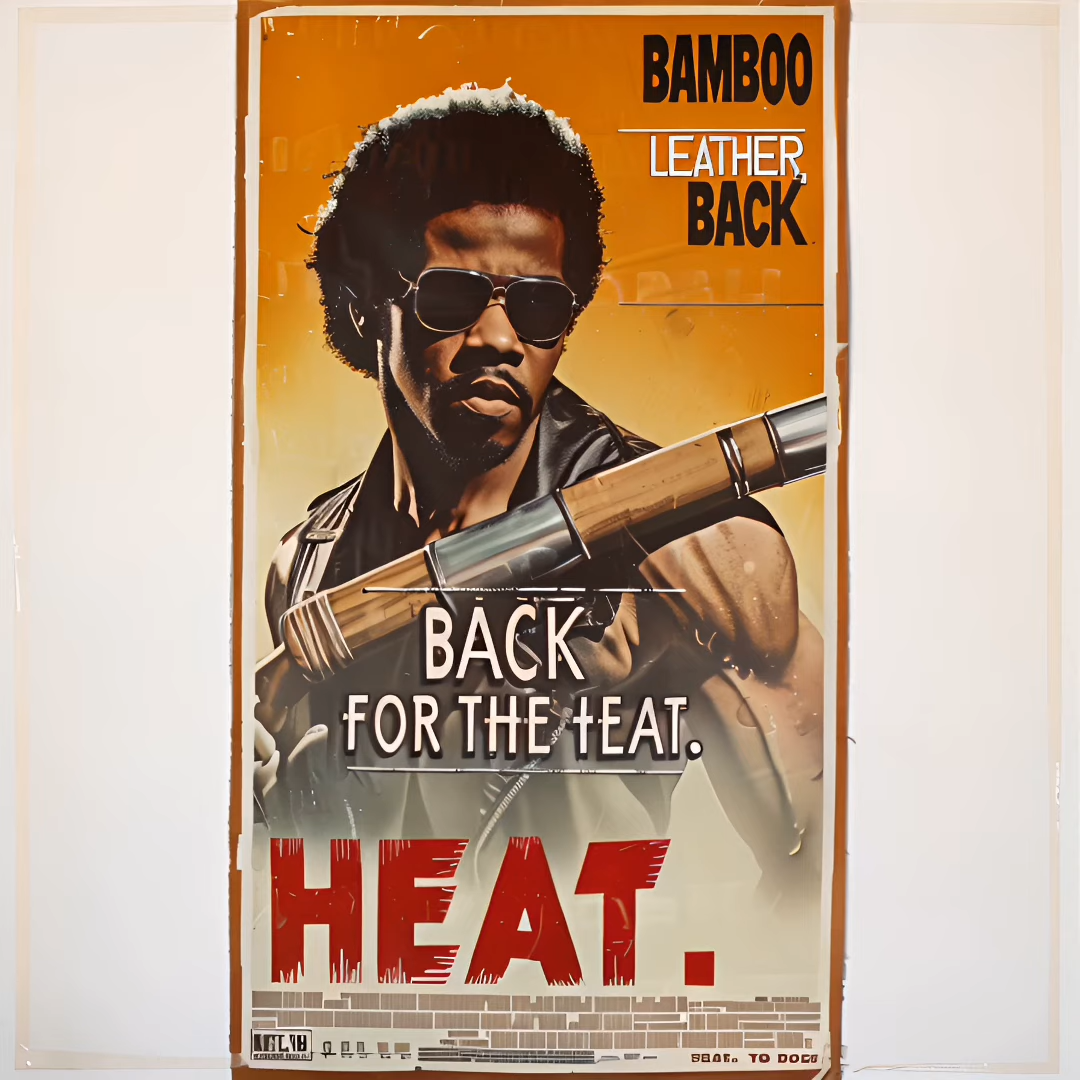 BAMBOO
LEATHER,
BACK
BACK
FOR THE HEAT.
HEAT.